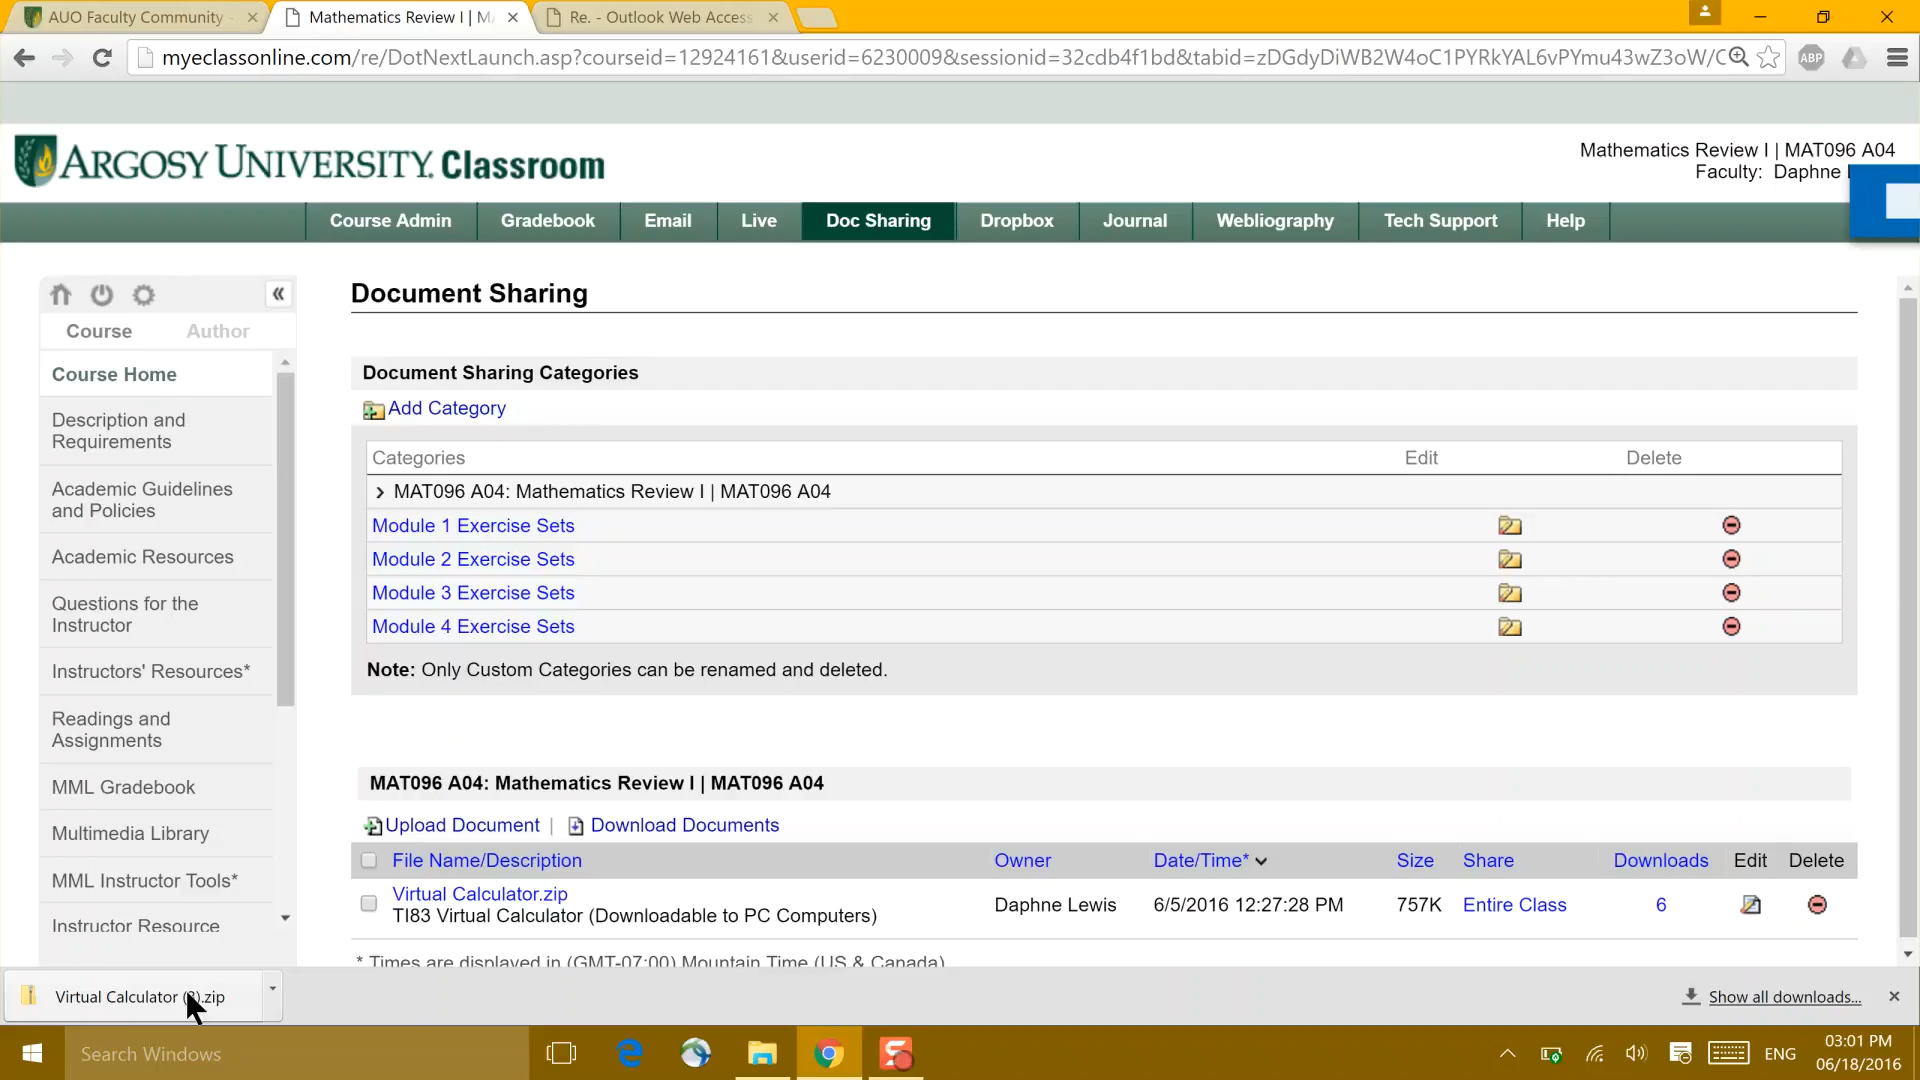 AUO Faculty Community
Mathematics Review I | M
Re. - Outlook Web Access
myeclassonline.com/re/DotNextLaunch.asp?courseid=12924161&userid=6230009&sessionid=32cdb4f1bd&tabid=zDGdyDiWB2W4oC1PYRkYAL6vPYmu43wZ3oW/C
ABP
ARGOSY UNIVERSITY. Classroom
Mathematics Review I | MAT096 A04
Faculty: Daphne
Course Admin
Gradebook
Email
Live
Doc Sharing
Dropbox
Journal
Webliography
Tech Support
Help
Course
Author
Course Home
Description and
Requirements
Academic Guidelines
and Policies
Academic Resources
Questions for the
Instructor
Instructors' Resources*
Readings and
Assignments
MML Gradebook
Multimedia Library
MML Instructor Tools*
Instructor Resource
Document Sharing
Document Sharing Categories
Add Category
Categories Edit Delete
MAT096 A04: Mathematics Review I | MAT096 A04
Module 1 Exercise Sets
Module 2 Exercise Sets
Module 3 Exercise Sets
Module 4 Exercise Sets
Note: Only Custom Categories can be renamed and deleted.
MAT096 A04: Mathematics Review I | MAT096 A04
Upload Document | Download Documents
File Name/Description Owner Date/Time* Size Share Downloads Edit Delete
Virtual Calculator.zip
TI83 Virtual Calculator (Downloadable to PC Computers) Daphne Lewis 6/5/2016 12:27:28 PM 757K Entire Class 6
* Times are displayed in (GMT-07:00) Mountain Time (US & Canada)
Virtual Calculator .zip
Show all downloads...
Search Windows
ENG
03:01 PM
06/18/2016